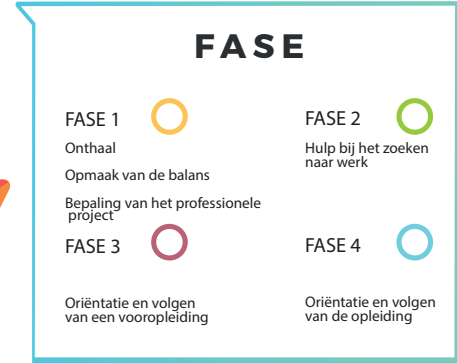 FASE
FASE 1
Onthaal
Opmaak van de balans
Bepaling van het professionele
project
FASE 2
Hulp bij het zoeken
naar werk
FASE 3
Oriëntatie en volgen
van een vooropleiding
FASE 4
Oriëntatie en volgen
van de opleiding